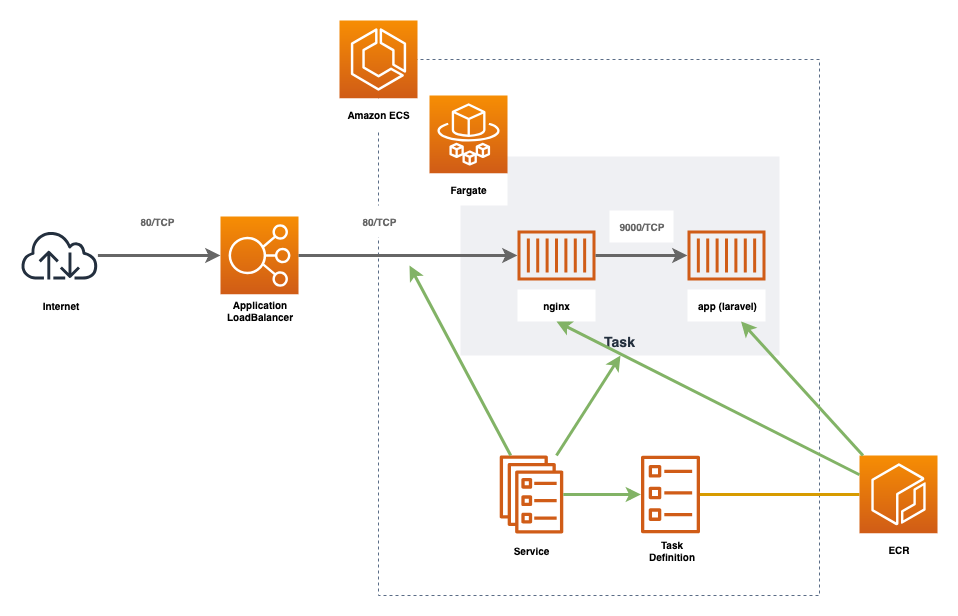 Amazon ECS
Fargate
80/TCP
80/TCP
9000/TCP
Internet
Application
LoadBalancer
nginx
app (laravel)
Task
Service
Task
Definition
ECR